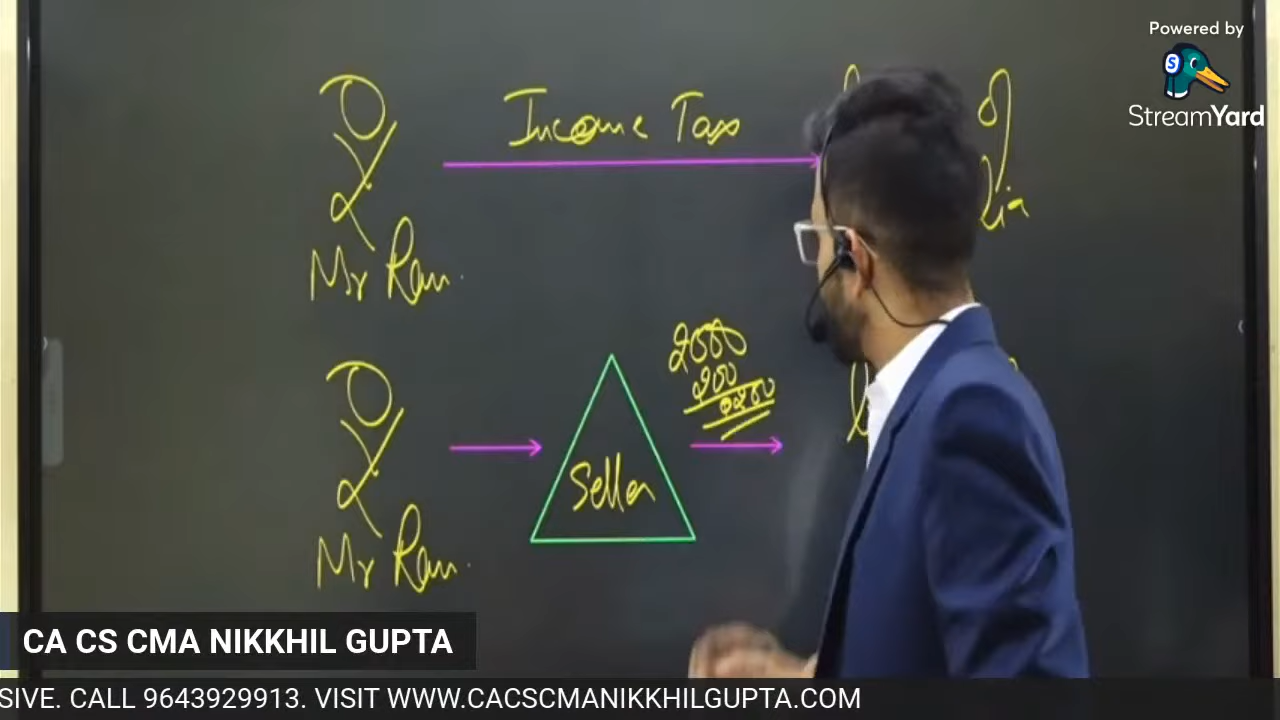 Powered by
StreamYard
Income Tax
Mr Ram
2000
200
2200
Seller
Mr Ram
CA CS CMA NIKKHIL GUPTA
SIVE. CALL 9643929913. VISIT WWW.CACSCMANIKKHILGUPTA.COM